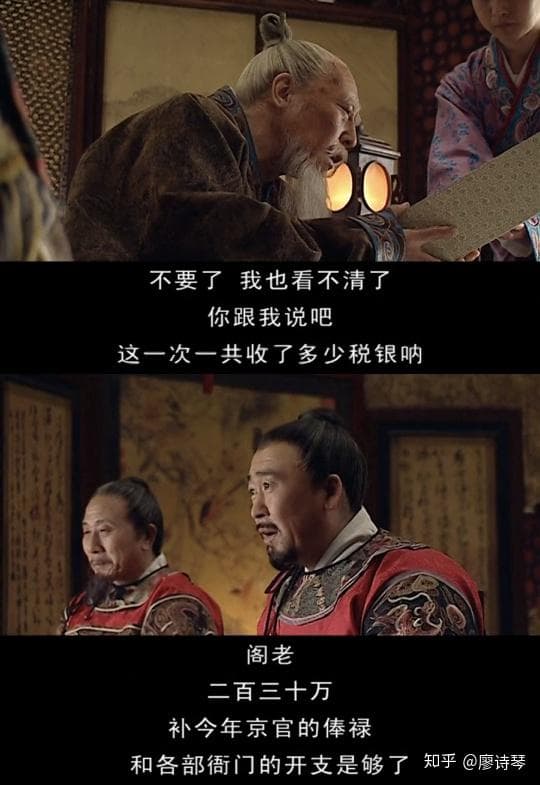 不要了 我也看不清了
你跟我说吧
这一次一共收了多少税银呐
阁老
二百三十万
补今年京官的俸禄
和各部衙门的开支是够了
知乎 @廖诗琴